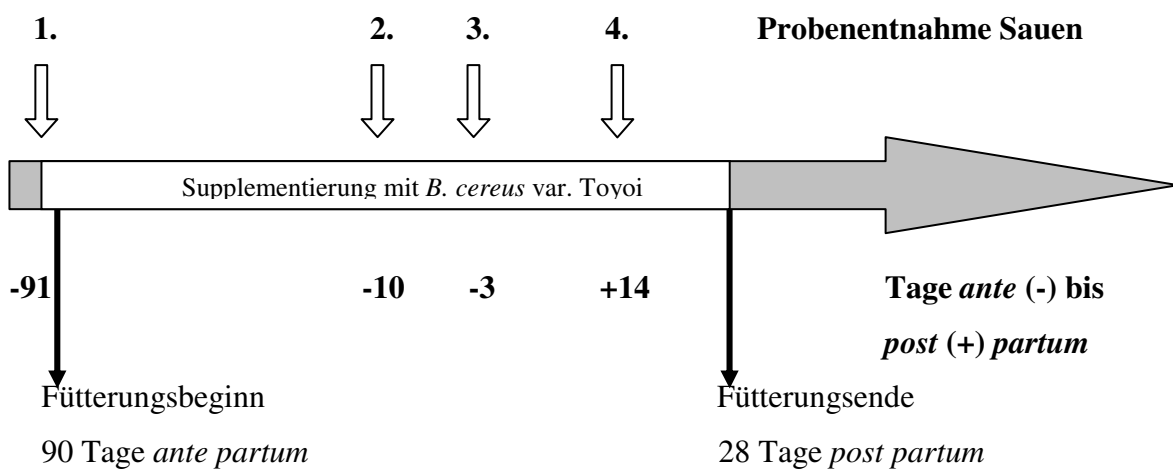 1. 2. 3. 4. Probenentnahme Sauen
Supplementierung mit B. cereus var. Toyoi
-91 -10 -3 +14 Tage ante (-) bis
post (+) partum
Fütterungsbeginn Fütterungsende
90 Tage ante partum 28 Tage post partum